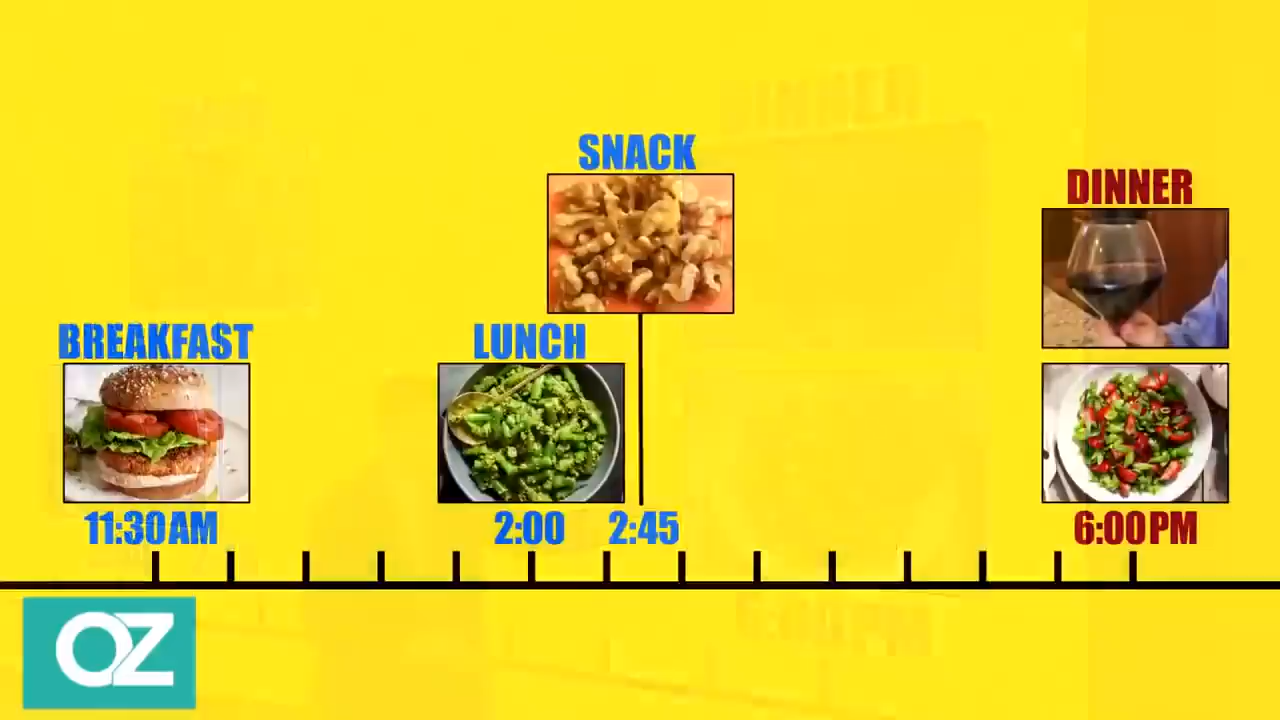 SNACK
DINNER
BREAKFAST
LUNCH
11:30AM
2:00
2:45
6:00PM
OZ